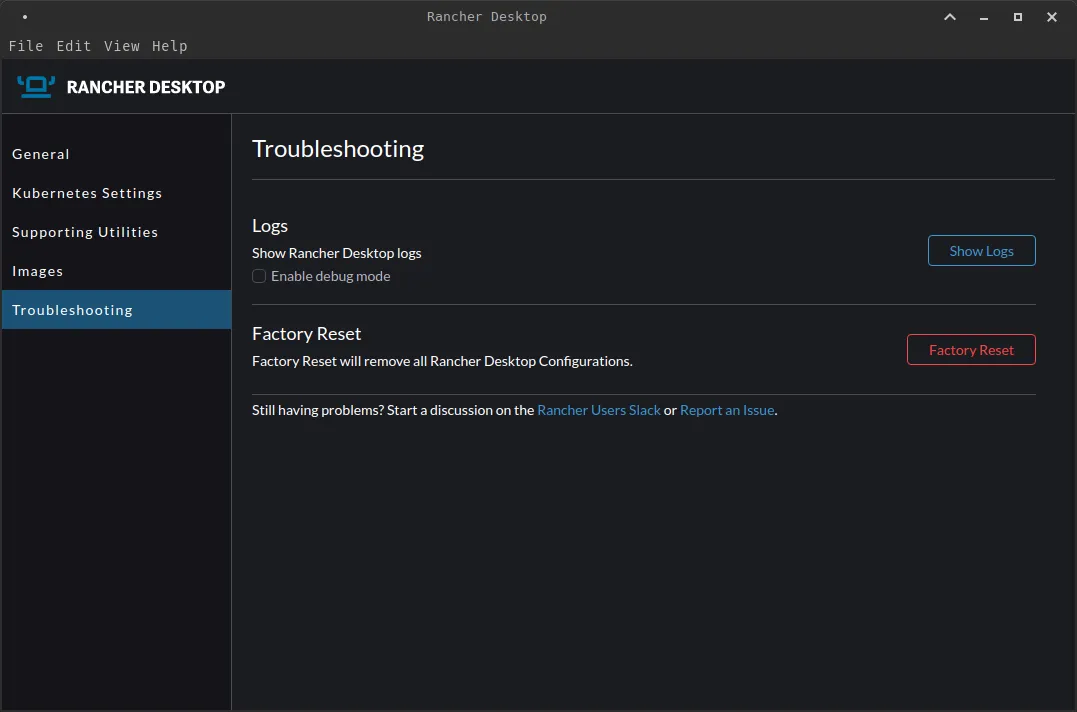 Rancher Desktop
File Edit View Help
RANCHER DESKTOP
General
Kubernetes Settings
Supporting Utilities
Images
Troubleshooting
Troubleshooting
Logs
Show Rancher Desktop logs
Enable debug mode
Show Logs
Factory Reset
Factory Reset will remove all Rancher Desktop Configurations.
Factory Reset
Still having problems? Start a discussion on the Rancher Users Slack or Report an Issue.